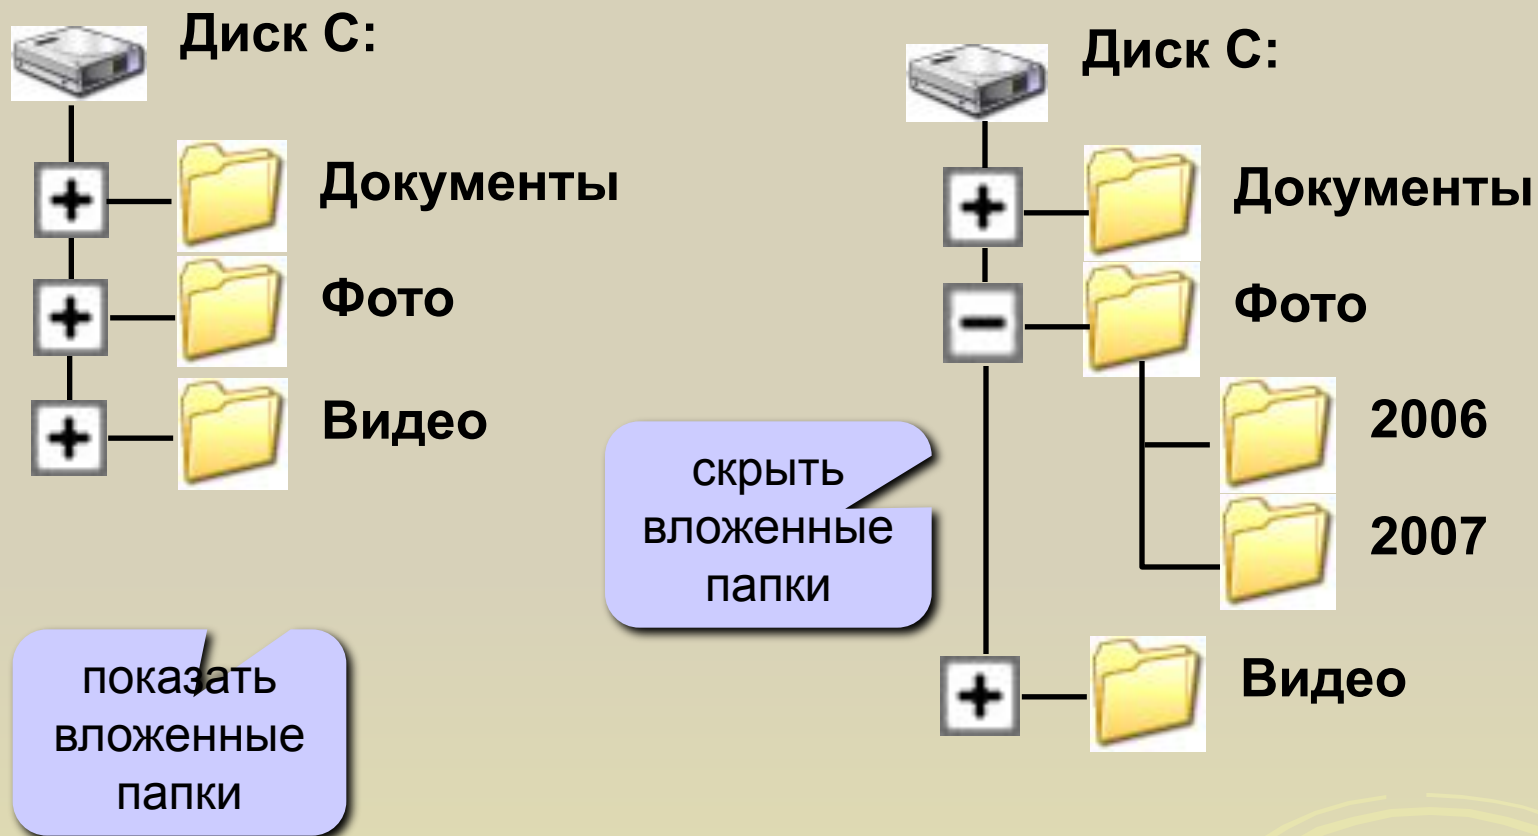 Диск C:
Документы
Фото
Видео
показать
вложенные
папки
Диск C:
Документы
Фото
2006
2007
Видео
скрыть
вложенные
папки